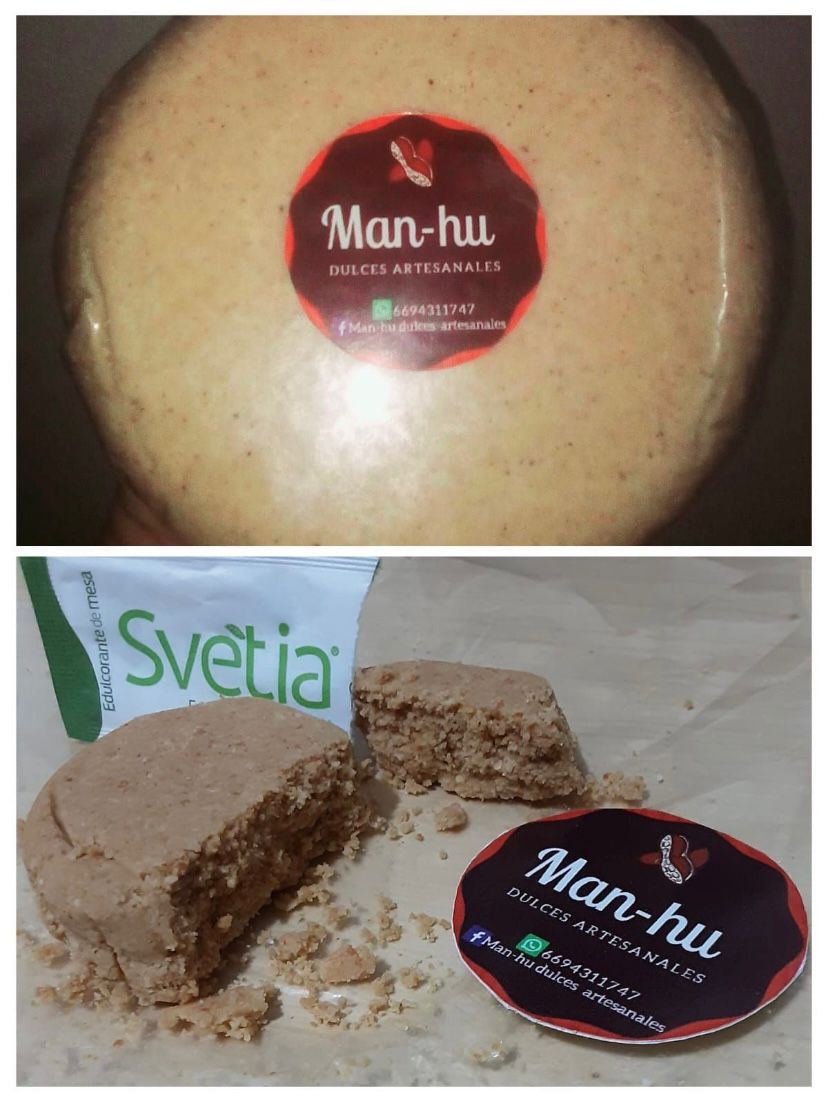 Man-hu
DULCES ARTESANALES
6694311747
Man-hu dulces artesanales
Edulcorante de mesa
Svetia®
Man-hu
DULCES ARTESANALES
6694311747
Man-hu dulces artesanales